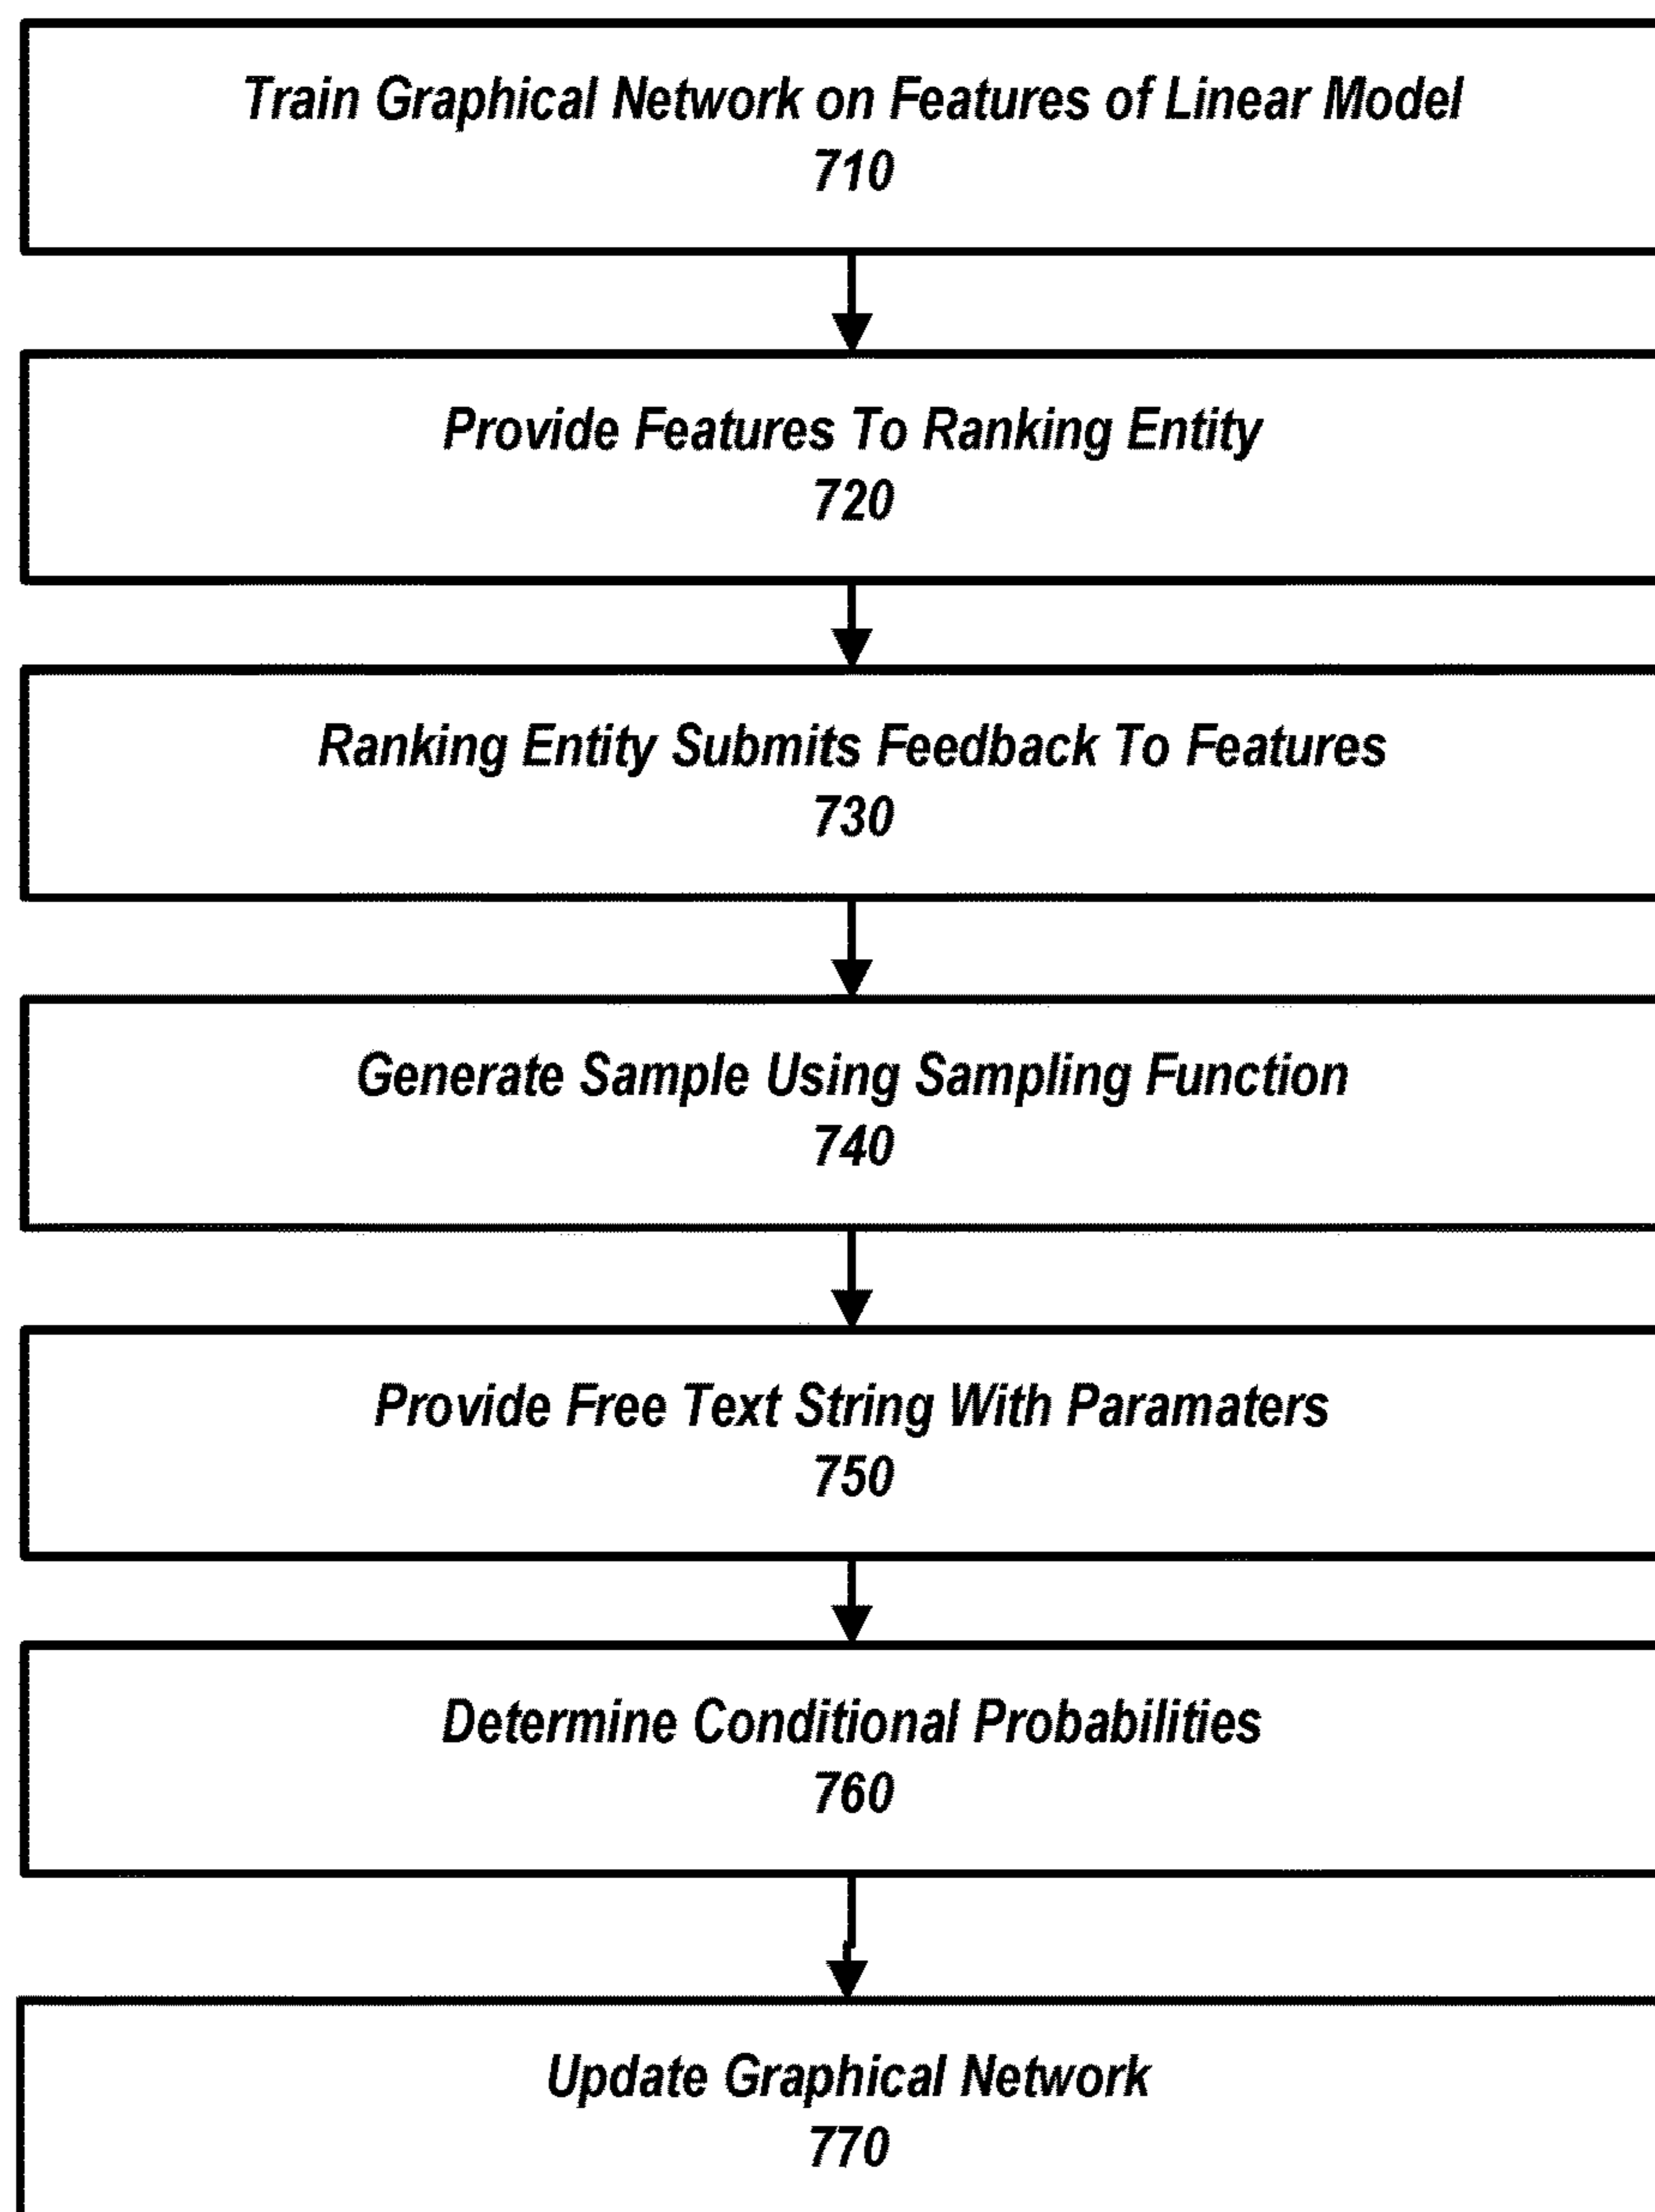 Train Graphical Network on Features of Linear Model
710
Provide Features To Ranking Entity
720
Ranking Entity Submits Feedback To Features
730
Generate Sample Using Sampling Function
740
Provide Free Text String With Paramaters
750
Determine Conditional Probabilities
760
Update Graphical Network
770